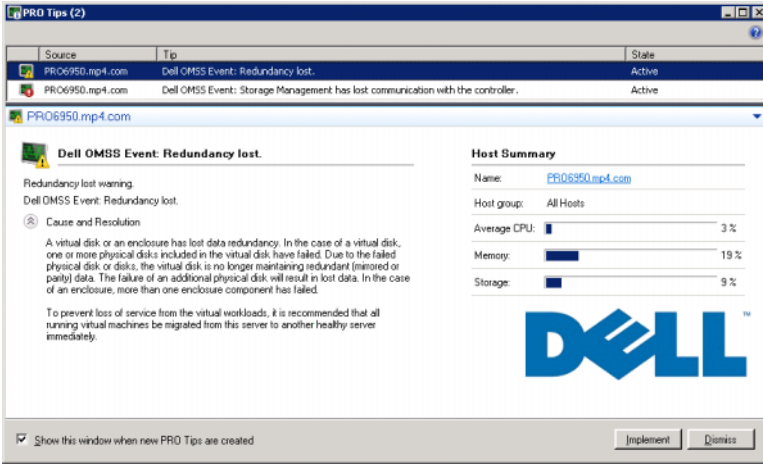 PRO Tips (2)
Source Tip State
PRO6950.mp4.com Dell OMSS Event: Redundancy lost. Active
PRO6950.mp4.com Dell OMSS Event: Storage Management has lost communication with the controller. Active
PRO6950.mp4.com
Dell OMSS Event: Redundancy lost.
Redundancy lost warning.
Dell OMSS Event: Redundancy lost.
Cause and Resolution
A virtual disk or an enclosure has lost data redundancy. In the case of a virtual disk,
one or more physical disks included in the virtual disk have failed. Due to the failed
physical disk or disks, the virtual disk is no longer maintaining redundant (mirrored or
parity) data. The failure of an additional physical disk will result in lost data. In the case
of an enclosure, more than one enclosure component has failed.
To prevent loss of service from the virtual workloads, it is recommended that all
running virtual machines be migrated from this server to another healthy server
immediately.
Host Summary
Name: PRO6950.mp4.com
Host group: All Hosts
Average CPU: 3 %
Memory: 19 %
Storage: 9 %
DELL
TM
Show this window when new PRO Tips are created
Implement Dismiss